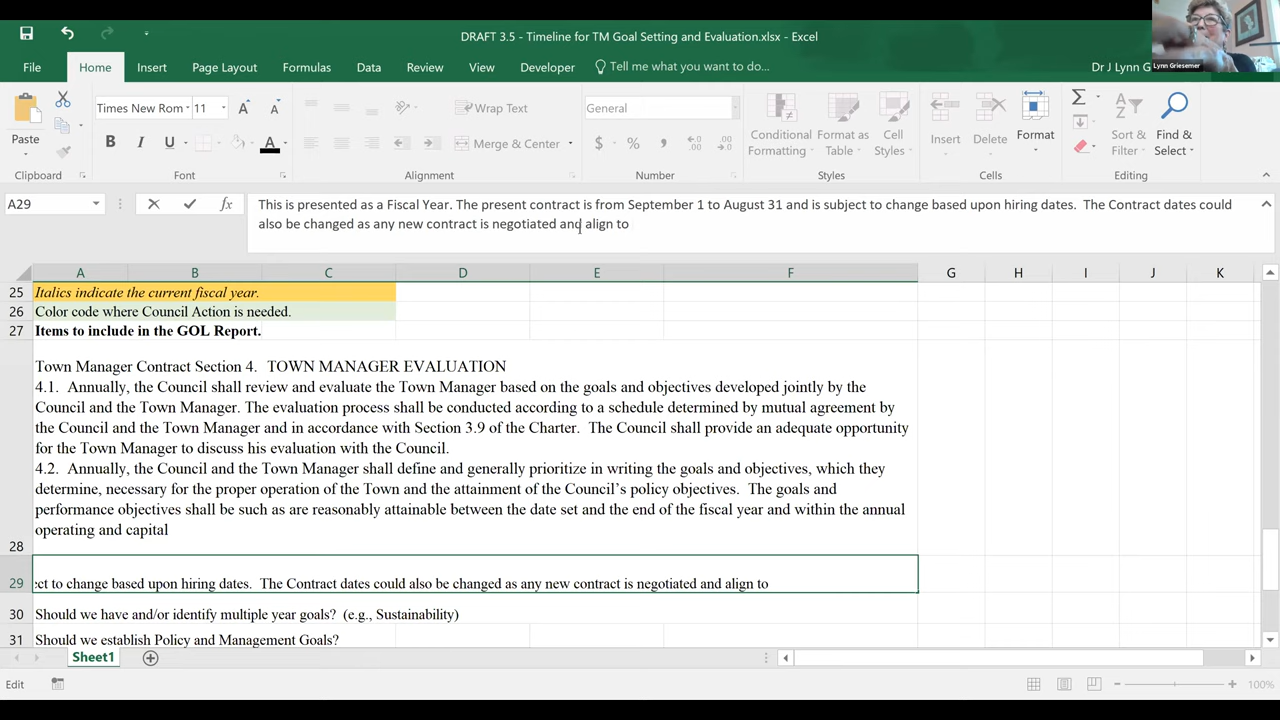 DRAFT 3.5 - Timeline for TM Goal Setting and Evaluation.xlsx - Excel
Lynn Griesemer
File Home Insert Page Layout Formulas Data Review View Developer Tell me what you want to do... Dr J Lynn G
Paste
Times New Rom 11
B I U
Wrap Text
Merge & Center
General
$ %
Conditional Formatting
Format as Table
Cell Styles
Insert
Delete
Format
Sort & Filter
Find & Select
Clipboard Font Alignment Number Styles Cells Editing
A29 fx This is presented as a Fiscal Year. The present contract is from September 1 to August 31 and is subject to change based upon hiring dates.  The Contract dates could
also be changed as any new contract is negotiated and align to
A B C D E F G H I J K
25 Italics indicate the current fiscal year.
26 Color code where Council Action is needed.
27 Items to include in the GOL Report.
Town Manager Contract Section 4.  TOWN MANAGER EVALUATION
4.1.  Annually, the Council shall review and evaluate the Town Manager based on the goals and objectives developed jointly by the
Council and the Town Manager. The evaluation process shall be conducted according to a schedule determined by mutual agreement by
the Council and the Town Manager and in accordance with Section 3.9 of the Charter.  The Council shall provide an adequate opportunity
for the Town Manager to discuss his evaluation with the Council.
4.2.  Annually, the Council and the Town Manager shall define and generally prioritize in writing the goals and objectives, which they
determine, necessary for the proper operation of the Town and the attainment of the Council's policy objectives.  The goals and
performance objectives shall be such as are reasonably attainable between the date set and the end of the fiscal year and within the annual
operating and capital
28
29 ct to change based upon hiring dates.  The Contract dates could also be changed as any new contract is negotiated and align to
30 Should we have and/or identify multiple year goals?  (e.g., Sustainability)
31 Should we establish Policy and Management Goals?
Sheet1
Edit 100%